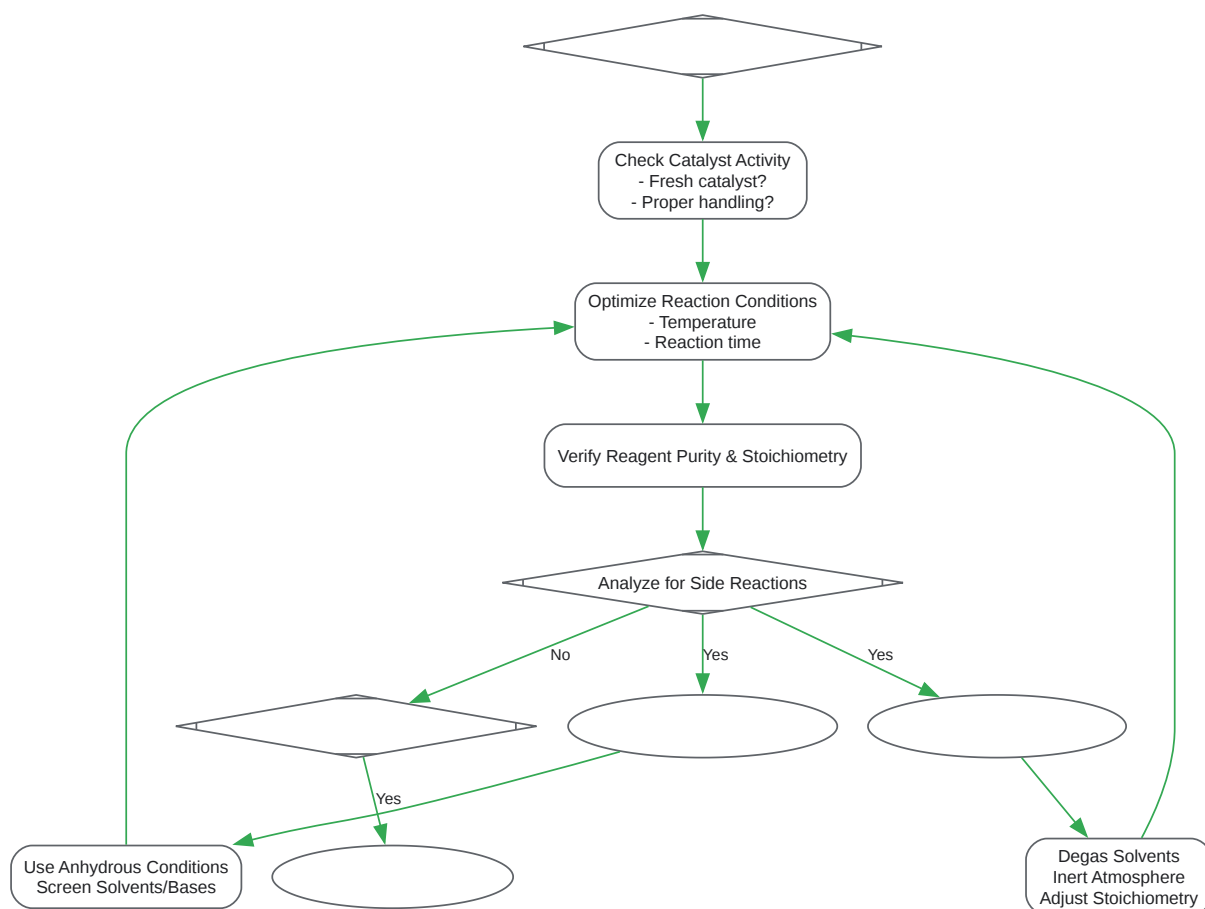 Check Catalyst Activity
- Fresh catalyst?
- Proper handling?
Optimize Reaction Conditions
- Temperature
- Reaction time
Verify Reagent Purity & Stoichiometry
Analyze for Side Reactions
No
Yes
Yes
Yes
Use Anhydrous Conditions
Screen Solvents/Bases
Degas Solvents
Inert Atmosphere
Adjust Stoichiometry